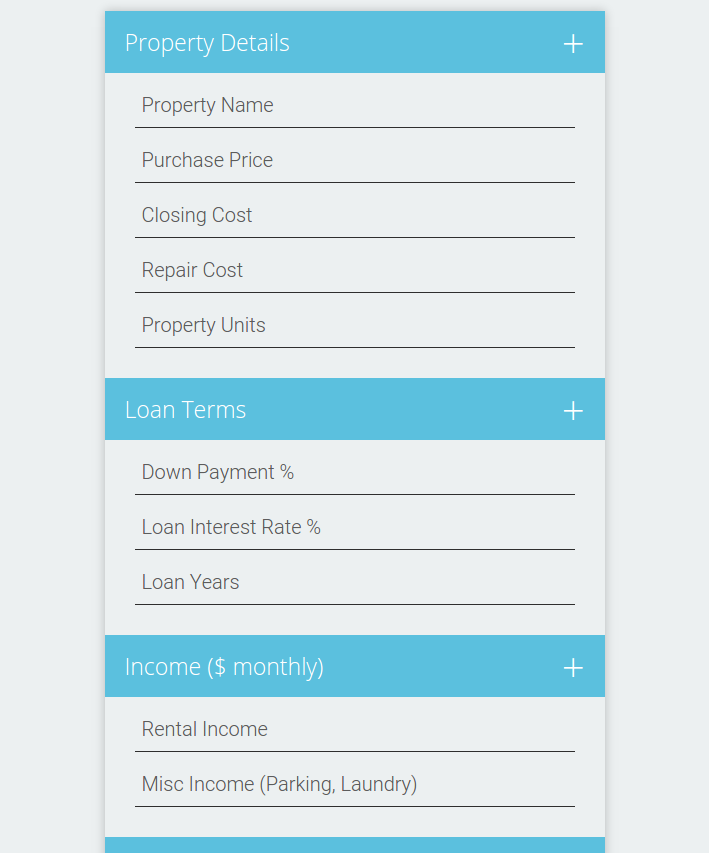 Property Details
Property Name
Purchase Price
Closing Cost
Repair Cost
Property Units
Loan Terms
Down Payment %
Loan Interest Rate %
Loan Years
Income ($ monthly)
Rental Income
Misc Income (Parking, Laundry)